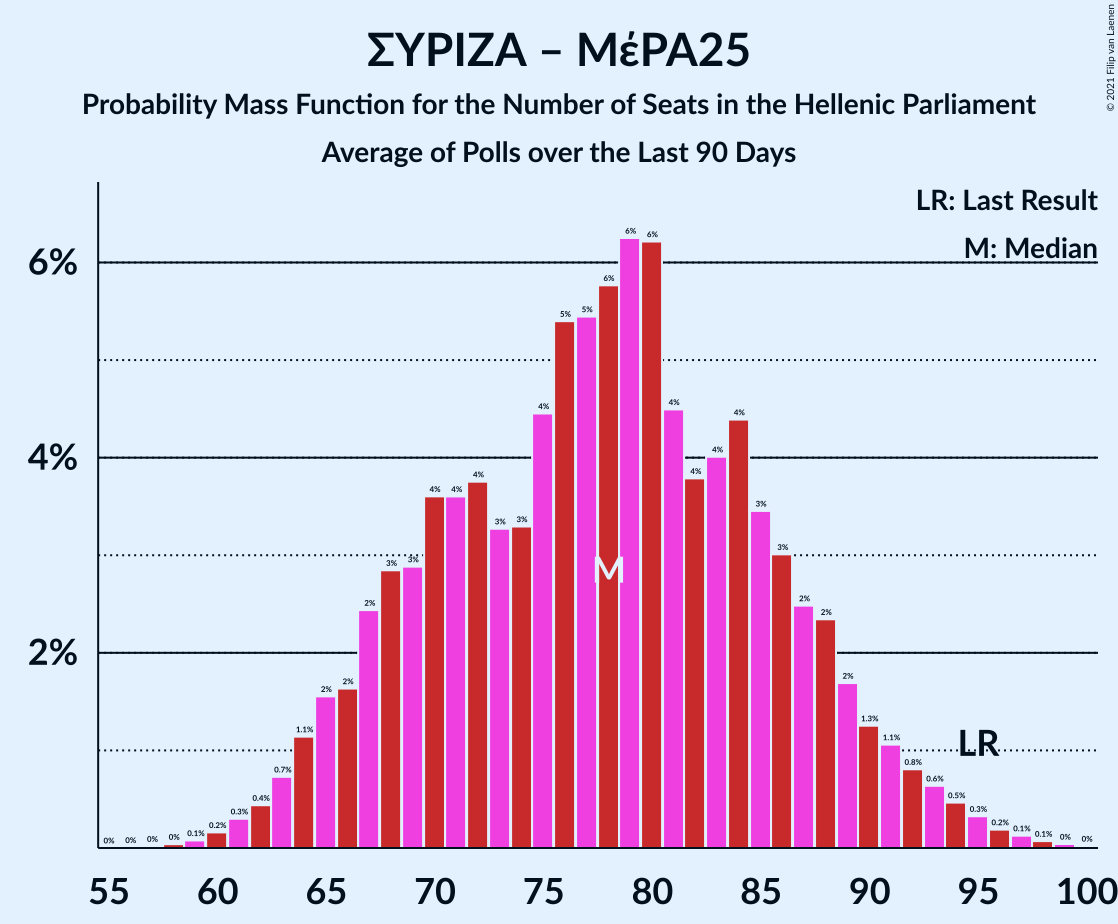 ΣΥΡΙΖΑ – ΜέΡΑ25
Probability Mass Function for the Number of Seats in the Hellenic Parliament
Average of Polls over the Last 90 Days
© 2021 Filip van Laenen
LR: Last Result
M: Median
6%
4%
2%
0% 0% 0% 0% 0.1% 0.2% 0.3% 0.4% 0.7% 1.1% 2% 2% 2% 3% 3% 4% 4% 4% 3% 3% 4% 5% 5% 6% 6% 6% 4% 4% 4% 4% 3% 3% 2% 2% 2% 1.3% 1.1% 0.8% 0.6% 0.5% 0.3% 0.2% 0.1% 0.1% 0% 0%
M
LR
55 60 65 70 75 80 85 90 95 100